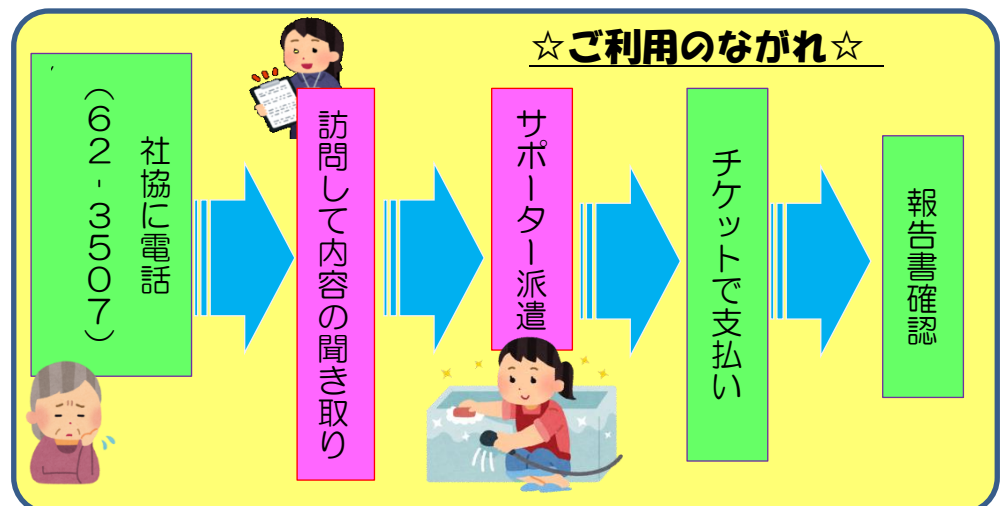 ☆ご利用のながれ☆
社協に電話
（62-3507）
訪問して内容の聞き取り
サポーター派遣
チケットで支払い
報告書確認